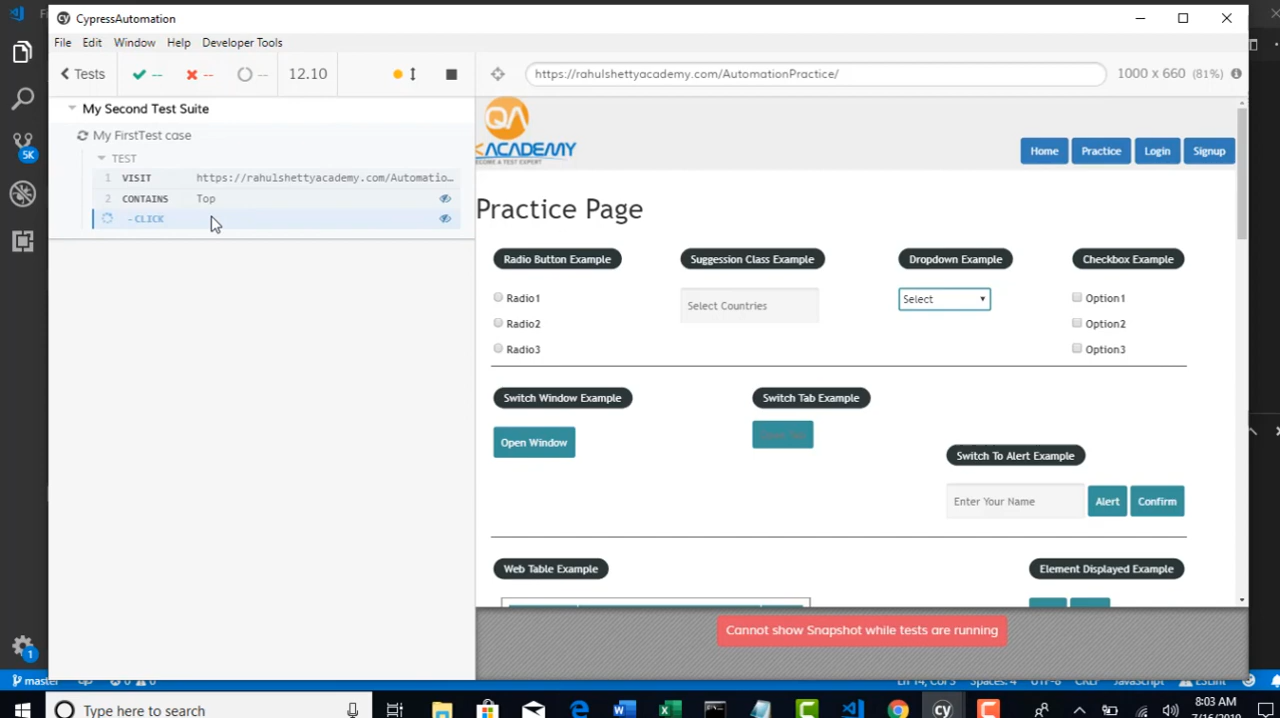 CypressAutomation
File Edit Window Help Developer Tools
Tests -- -- -- 12.10
https://rahulshettyacademy.com/AutomationPractice/
1000 x 660 (81%)
My Second Test Suite
My FirstTest case
TEST
1 VISIT https://rahulshettyacademy.com/Automatio...
2 CONTAINS Top
- CLICK
5K
QA
ACADEMY
Home Practice Login Signup
Practice Page
Radio Button Example Suggession Class Example Dropdown Example Checkbox Example
Radio1 Select Countries Select Option1
Radio2 Option2
Radio3 Option3
Switch Window Example Switch Tab Example
Open Window
Switch To Alert Example
Enter Your Name Alert Confirm
Web Table Example Element Displayed Example
Cannot show Snapshot while tests are running
1
master
Type here to search
8:03 AM